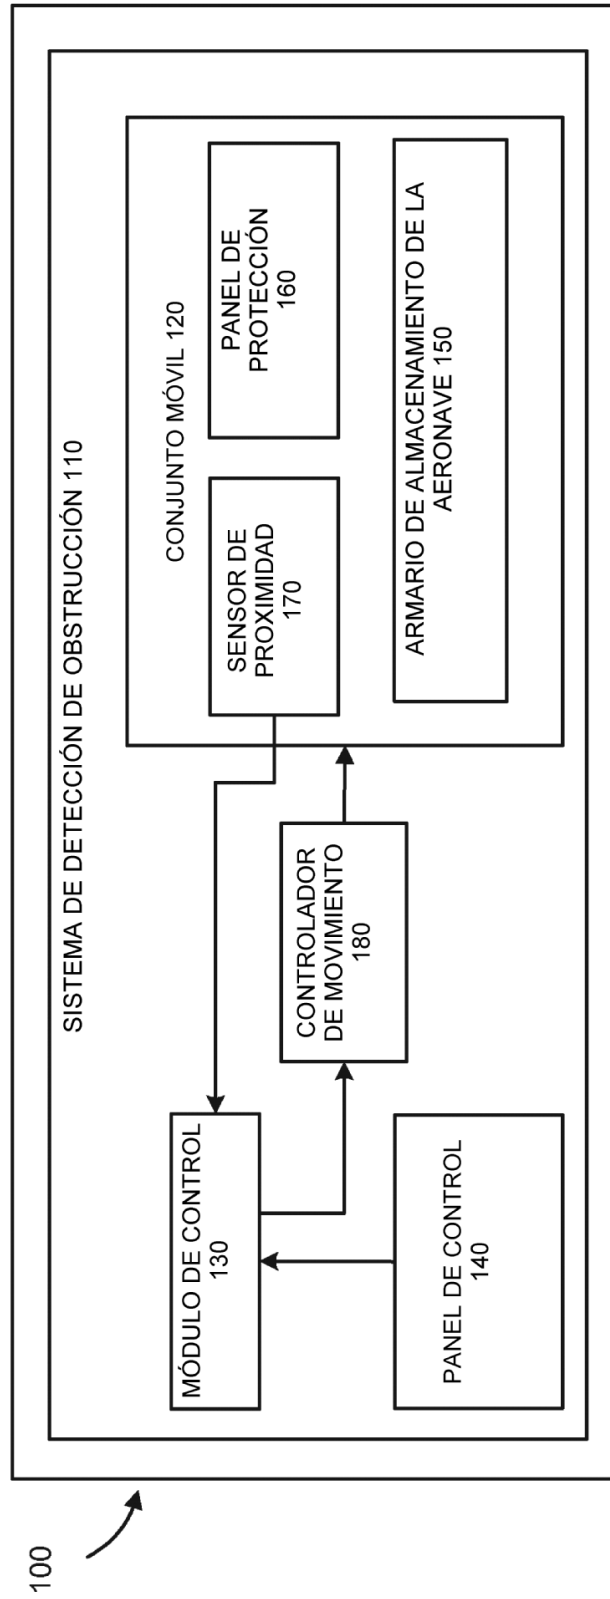 100
SISTEMA DE DETECCIÓN DE OBSTRUCCIÓN 110
CONJUNTO MÓVIL 120
MÓDULO DE CONTROL
130
SENSOR DE
PROXIMIDAD
170
PANEL DE
PROTECCIÓN
160
CONTROLADOR
DE MOVIMIENTO
180
PANEL DE CONTROL
140
ARMARIO DE ALMACENAMIENTO DE LA
AERONAVE 150